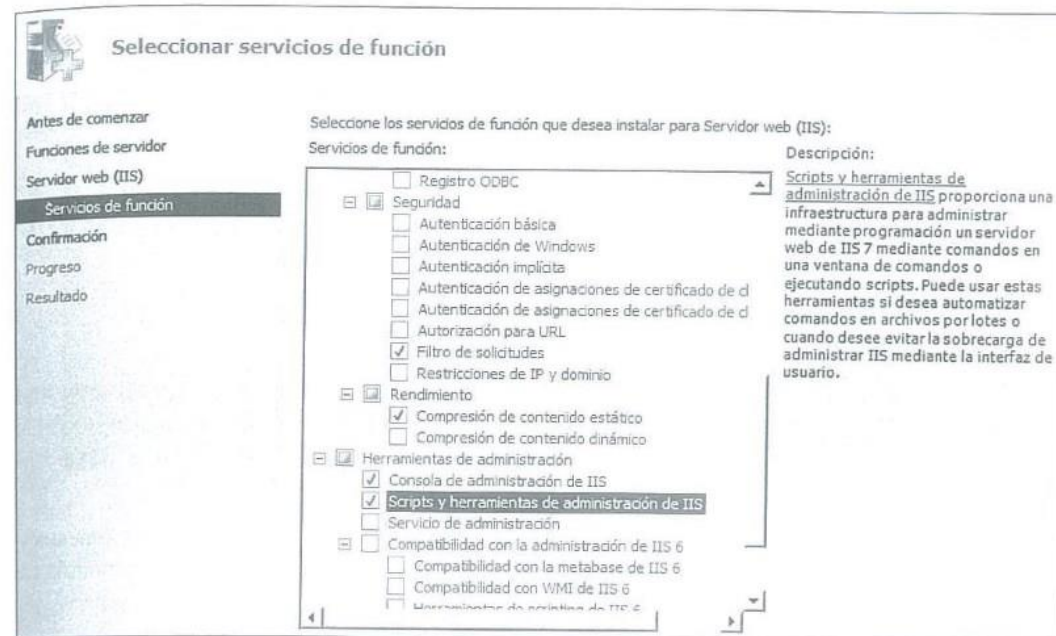 Seleccionar servicios de función
Antes de comenzar
Funciones de servidor
Servidor web (IIS)
Servicios de función
Confirmación
Progreso
Resultado
Seleccione los servicios de función que desea instalar para Servidor web (IIS):
Servicios de función:
Registro ODBC
Seguridad
Autenticación básica
Autenticación de Windows
Autenticación implícita
Autenticación de asignaciones de certificado de cl
Autenticación de asignaciones de certificado de cl
Autorización para URL
Filtro de solicitudes
Restricciones de IP y dominio
Rendimiento
Compresión de contenido estático
Compresión de contenido dinámico
Herramientas de administración
Consola de administración de IIS
Scripts y herramientas de administración de IIS
Servicio de administración
Compatibilidad con la administración de IIS 6
Compatibilidad con la metabase de IIS 6
Compatibilidad con WMI de IIS 6
Herramientas de scripting de IIS 6
Descripción:
Scripts y herramientas de
administración de IIS proporciona una
infraestructura para administrar
mediante programación un servidor
web de IIS 7 mediante comandos en
una ventana de comandos o
ejecutando scripts. Puede usar estas
herramientas si desea automatizar
comandos en archivos por lotes o
cuando desee evitar la sobrecarga de
administrar IIS mediante la interfaz de
usuario.